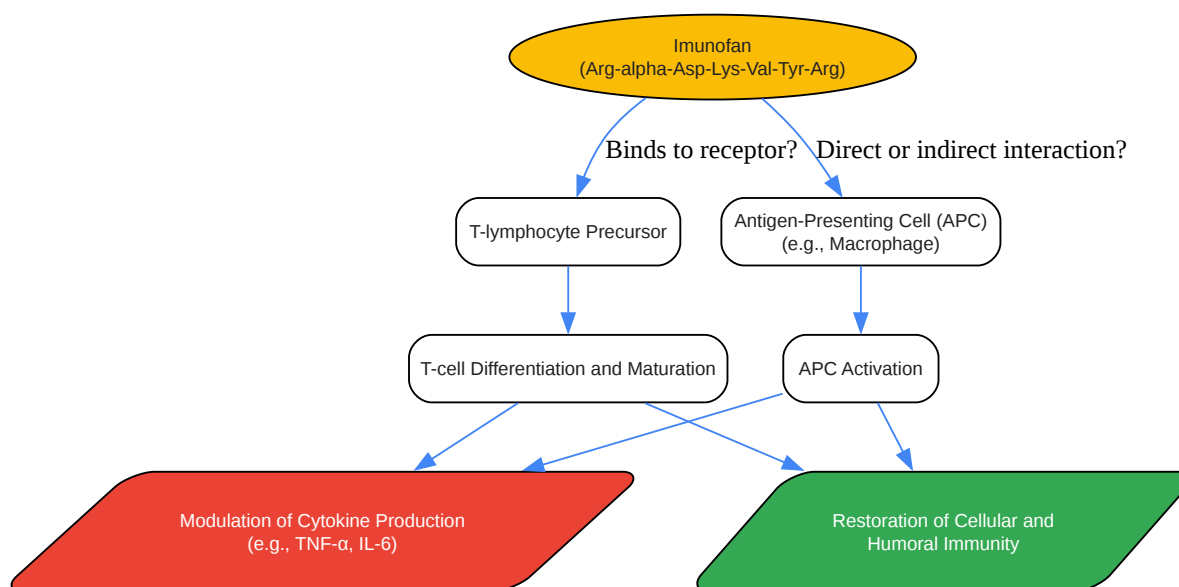 Imunofan
(Arg-alpha-Asp-Lys-Val-Tyr-Arg)
Binds to receptor?
Direct or indirect interaction?
T-lymphocyte Precursor
Antigen-Presenting Cell (APC)
(e.g., Macrophage)
T-cell Differentiation and Maturation
APC Activation
Modulation of Cytokine Production
(e.g., TNF-α, IL-6)
Restoration of Cellular and
Humoral Immunity